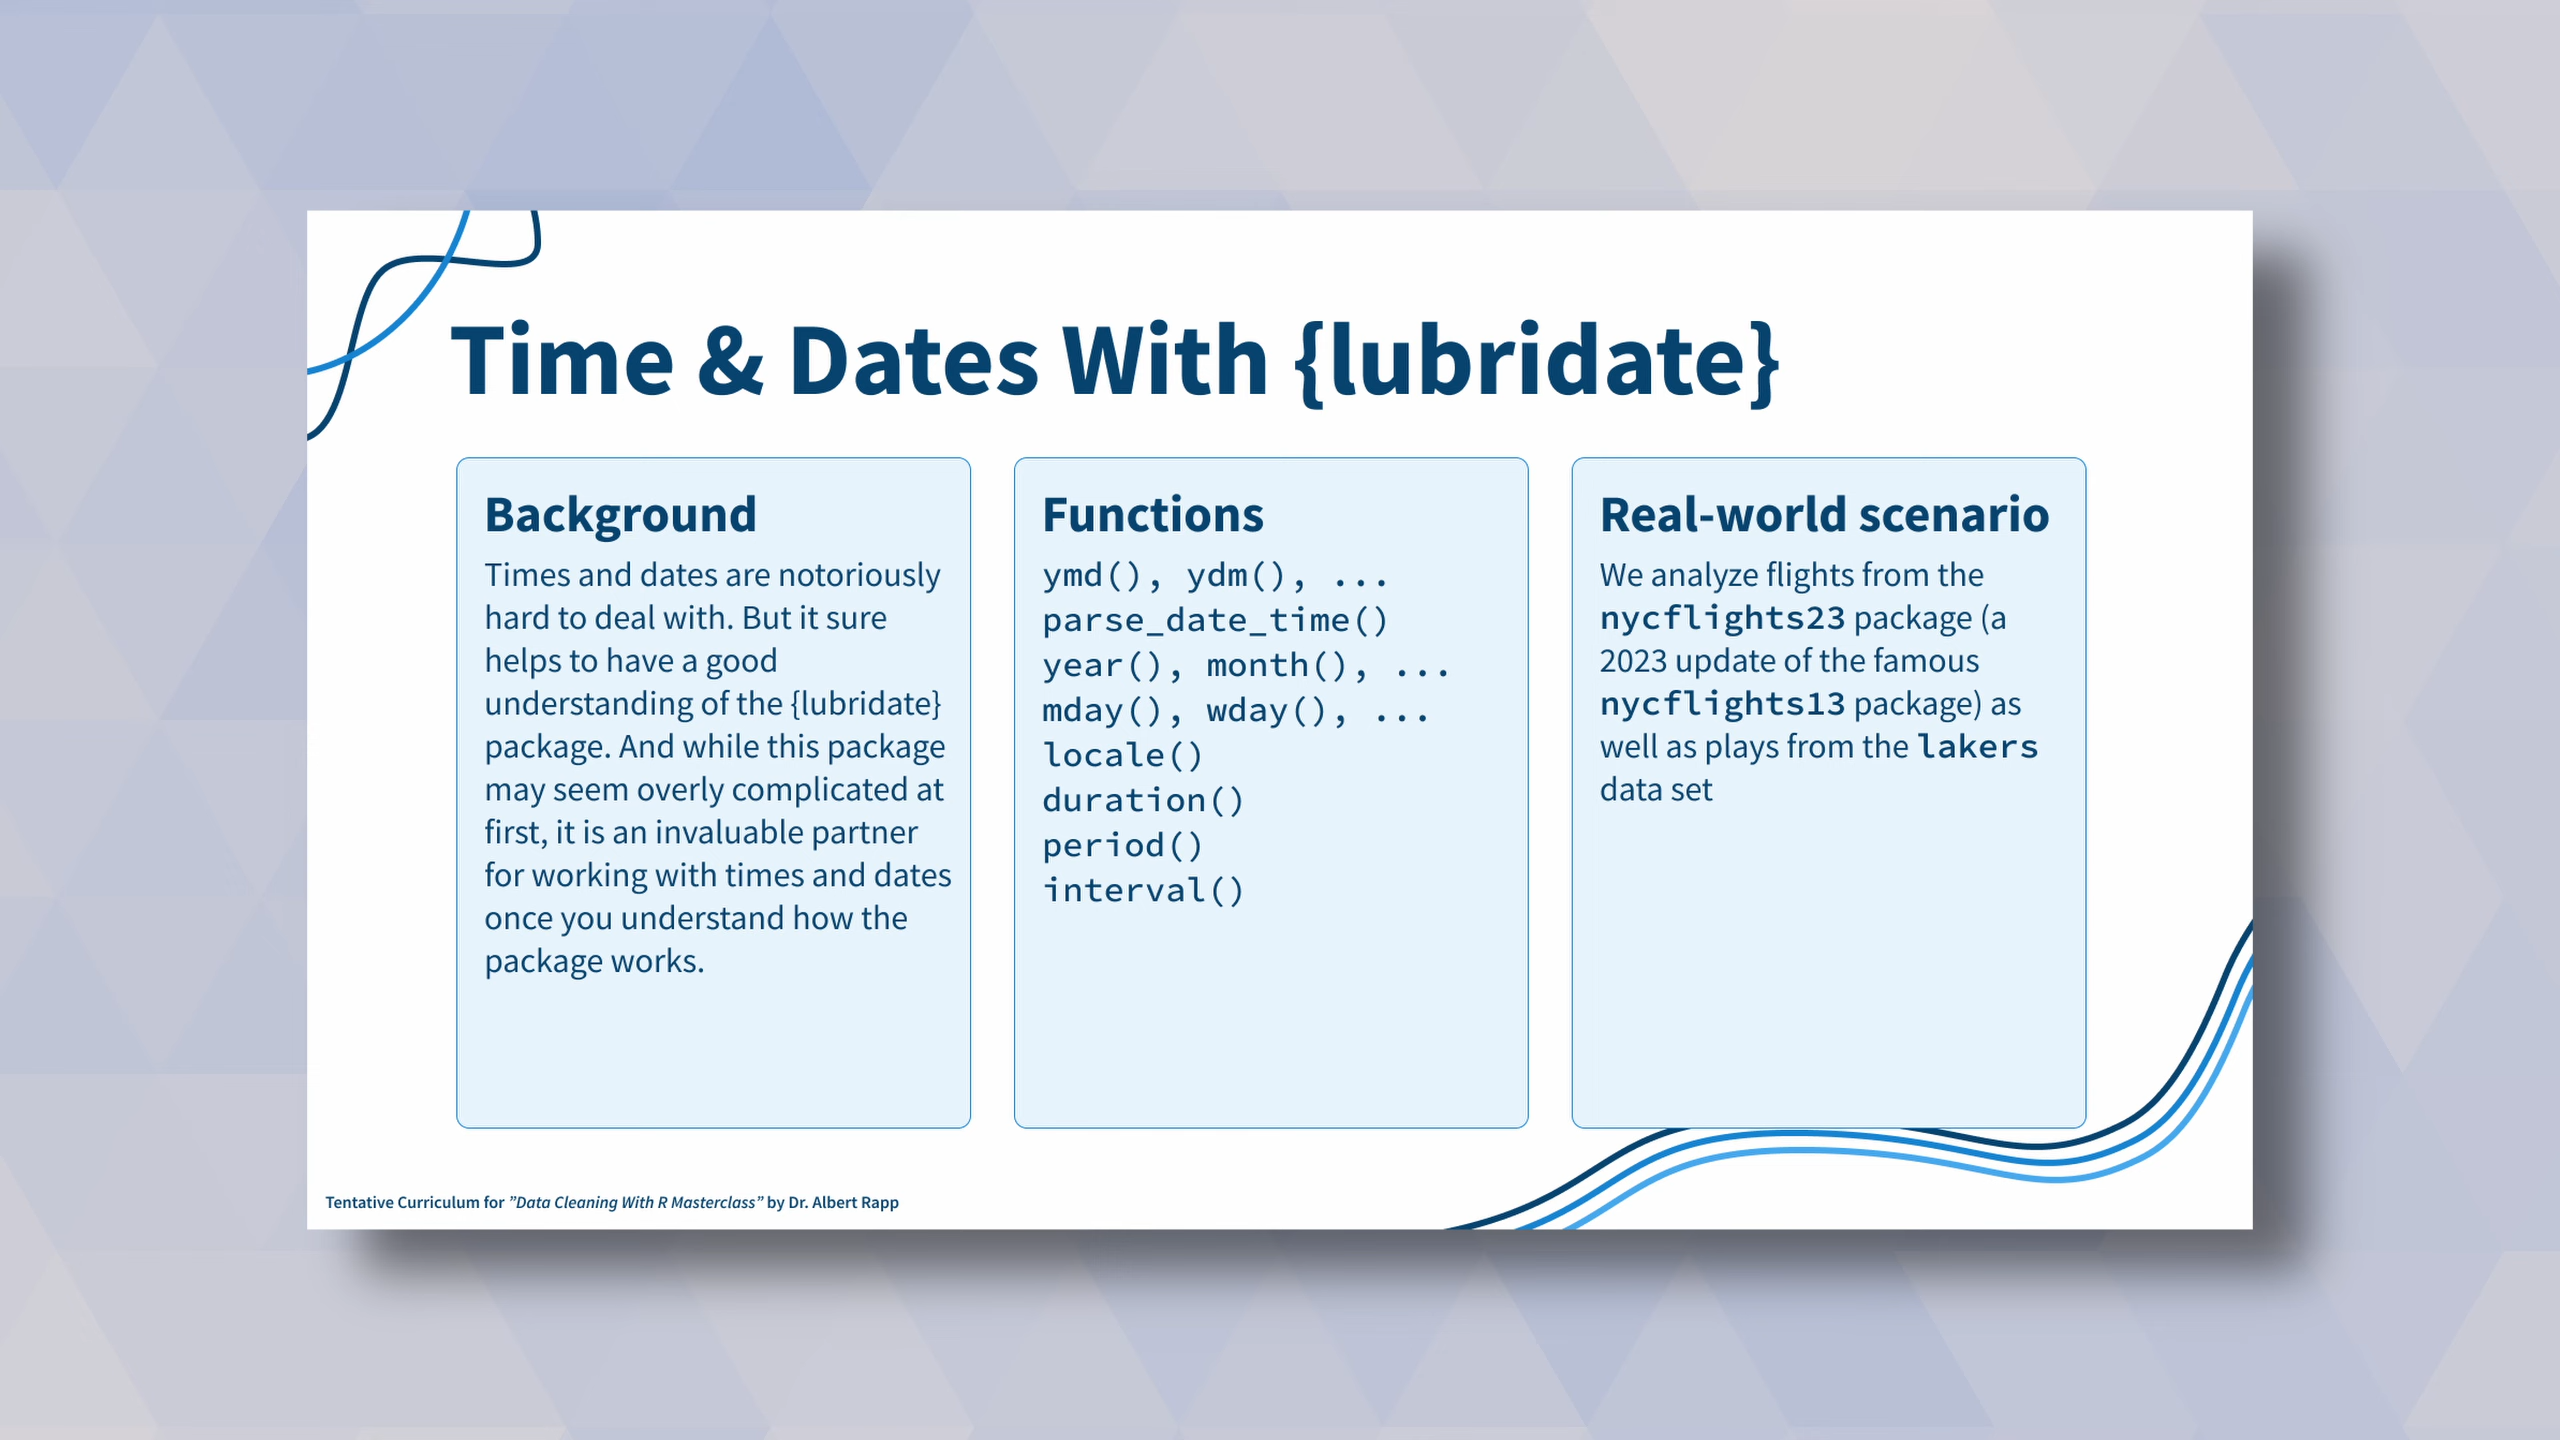 Time & Dates With {lubridate}
Background
Times and dates are notoriously
hard to deal with. But it sure
helps to have a good
understanding of the {lubridate}
package. And while this package
may seem overly complicated at
first, it is an invaluable partner
for working with times and dates
once you understand how the
package works.
Functions
ymd(), ydm(), ...
parse_date_time()
year(), month(), ...
mday(), wday(), ...
locale()
duration()
period()
interval()
Real-world scenario
We analyze flights from the
nycflights23 package (a
2023 update of the famous
nycflights13 package) as
well as plays from the lakers
data set
Tentative Curriculum for ”Data Cleaning With R Masterclass” by Dr. Albert Rapp